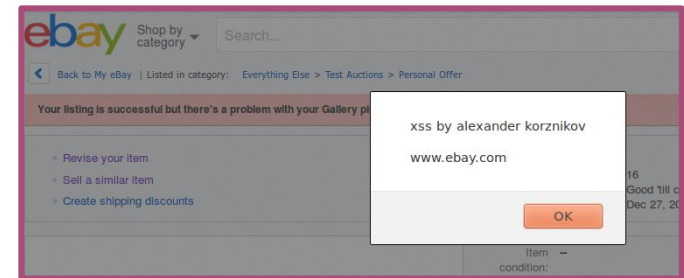 ebay
Shop by
category
Search...
Back to My eBay | Listed in category: Everything Else > Test Auctions > Personal Offer
Your listing is successful but there's a problem with your Gallery
xss by alexander korznikov
www.ebay.com
OK
Revise your item
Sell a similar item
Create shipping discounts
16
Good 'till
Dec 27,
Item --
condition: